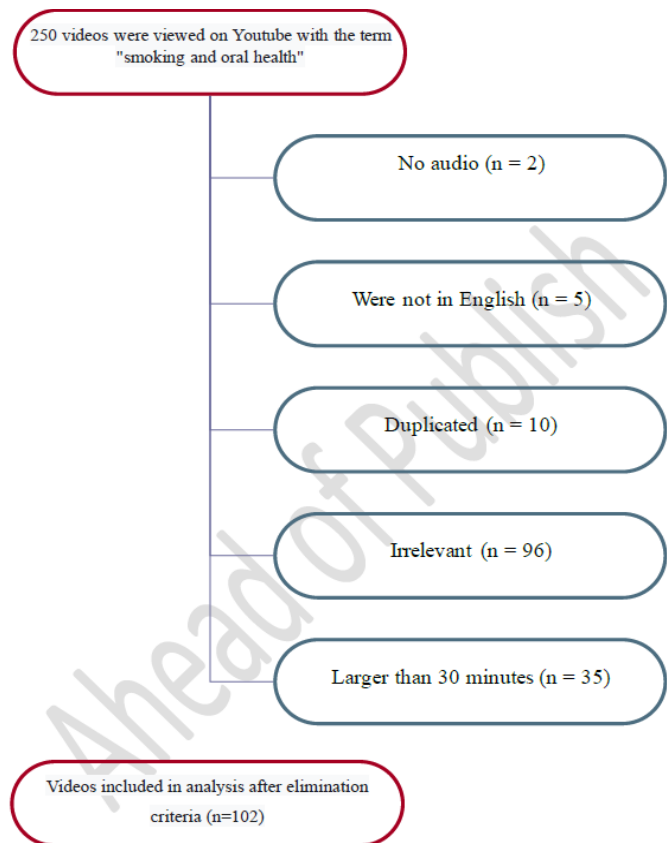 250 videos were viewed on Youtube with the term
"smoking and oral health"
No audio (n = 2)
Were not in English (n = 5)
Duplicated (n = 10)
Irrelevant (n = 96)
Larger than 30 minutes (n = 35)
Videos included in analysis after elimination
criteria (n=102)
Ahead of Publish